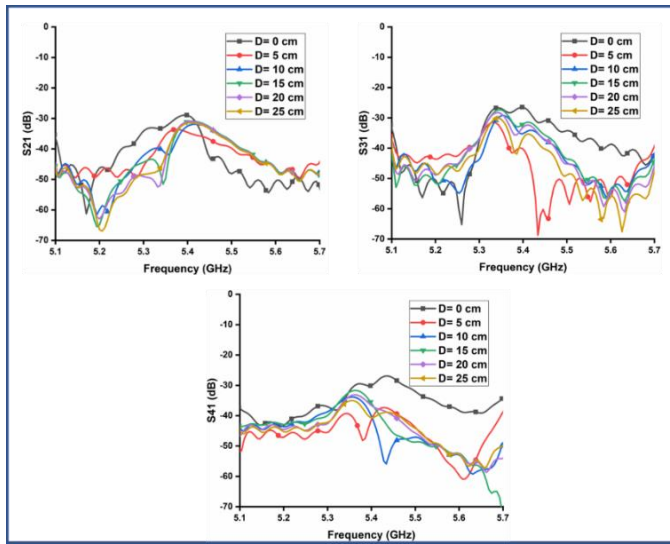 0
-10
-20
-30
-40
-50
-60
-70
S21 (dB)
D= 0 cm
D= 5 cm
D= 10 cm
D= 15 cm
D= 20 cm
D= 25 cm
5.1 5.2 5.3 5.4 5.5 5.6 5.7
Frequency (GHz)
0
-10
-20
-30
-40
-50
-60
-70
S31 (dB)
D= 0 cm
D= 5 cm
D= 10 cm
D= 15 cm
D= 20 cm
D= 25 cm
5.1 5.2 5.3 5.4 5.5 5.6 5.7
Frequency (GHz)
0
-10
-20
-30
-40
-50
-60
-70
S41 (dB)
D= 0 cm
D= 5 cm
D= 10 cm
D= 15 cm
D= 20 cm
D= 25 cm
5.1 5.2 5.3 5.4 5.5 5.6 5.7
Frequency (GHz)